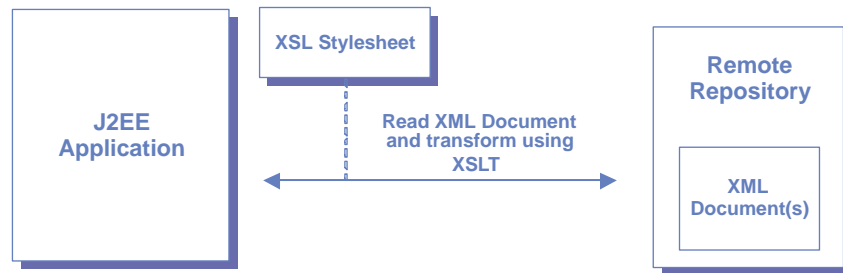 XSL Stylesheet
J2EE
Application
Read XML Document
and transform using
XSLT
Remote
Repository
XML
Document(s)